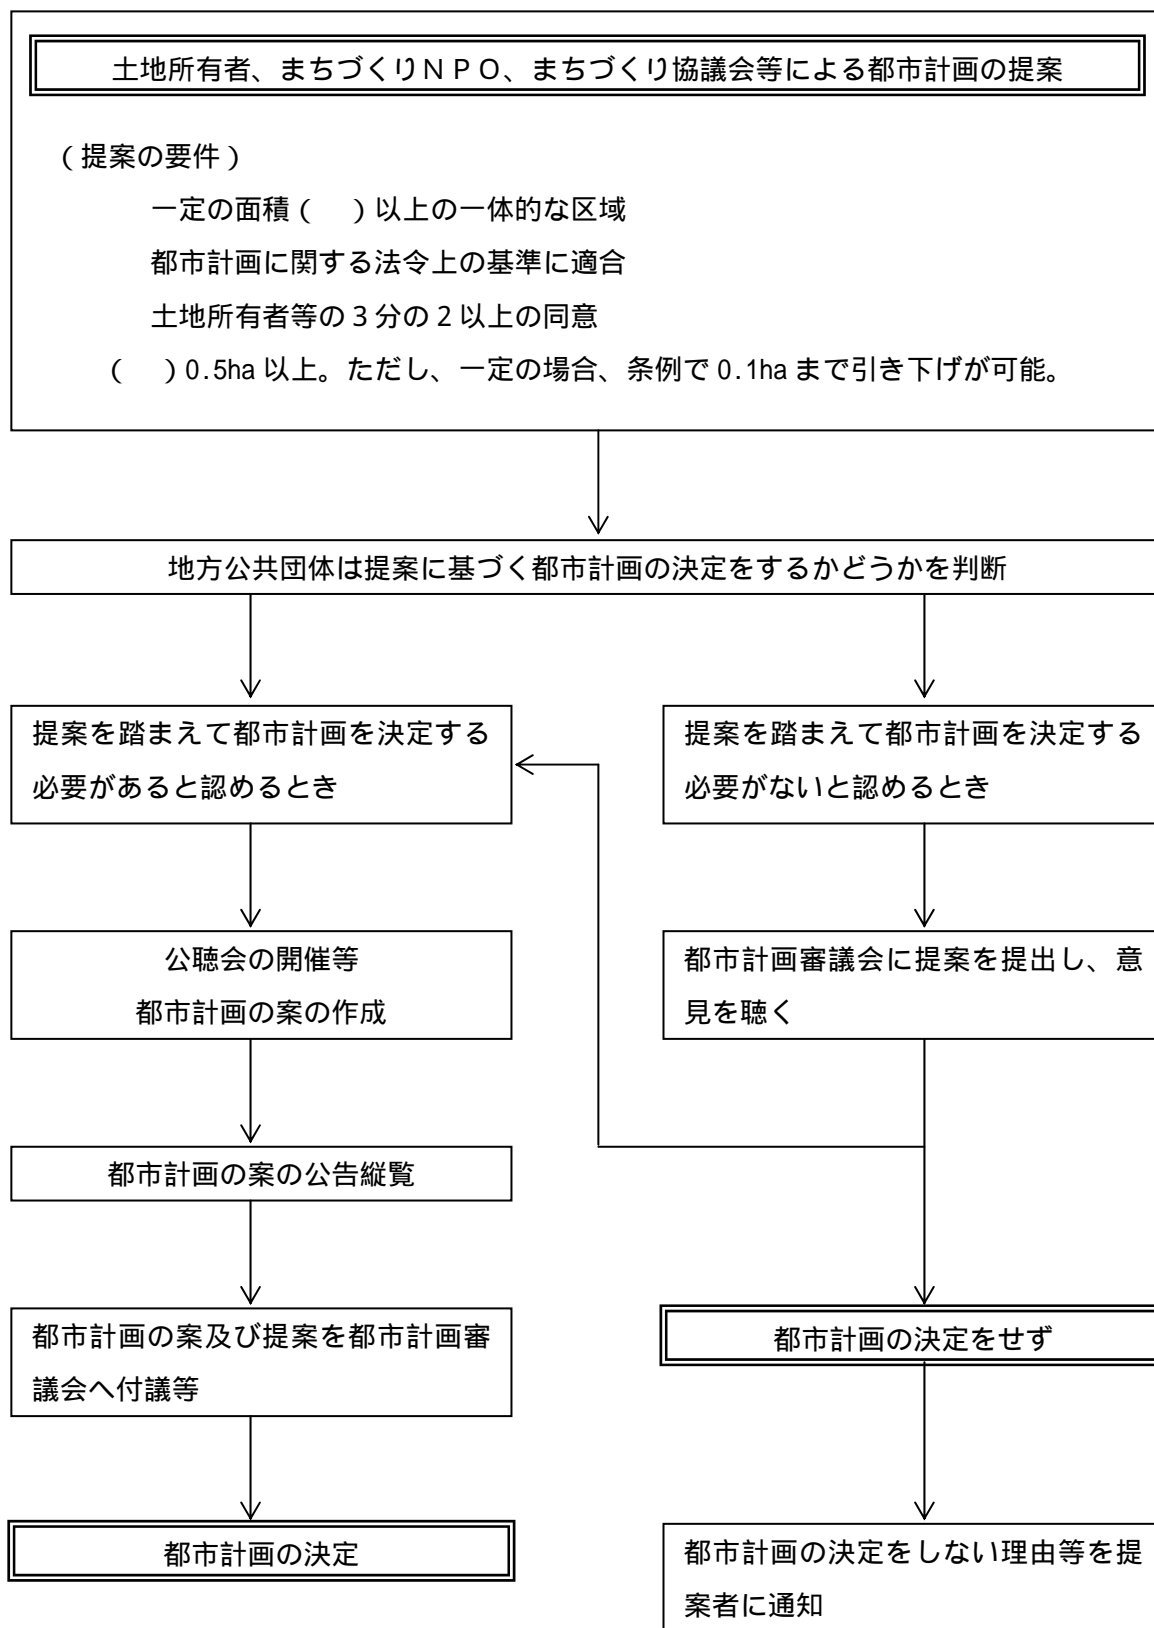 土地所有者、まちづくりＮＰＯ、まちづくり協議会等による都市計画の提案
（提案の要件）
一定の面積（　）以上の一体的な区域
都市計画に関する法令上の基準に適合
土地所有者等の３分の２以上の同意
（　）0.5ha 以上。ただし、一定の場合、条例で 0.1ha まで引き下げが可能。
地方公共団体は提案に基づく都市計画の決定をするかどうかを判断
提案を踏まえて都市計画を決定する
必要があると認めるとき
提案を踏まえて都市計画を決定する
必要がないと認めるとき
公聴会の開催等
都市計画の案の作成
都市計画審議会に提案を提出し、意
見を聴く
都市計画の案の公告縦覧
都市計画の案及び提案を都市計画審
議会へ付議等
都市計画の決定をせず
都市計画の決定
都市計画の決定をしない理由等を提
案者に通知